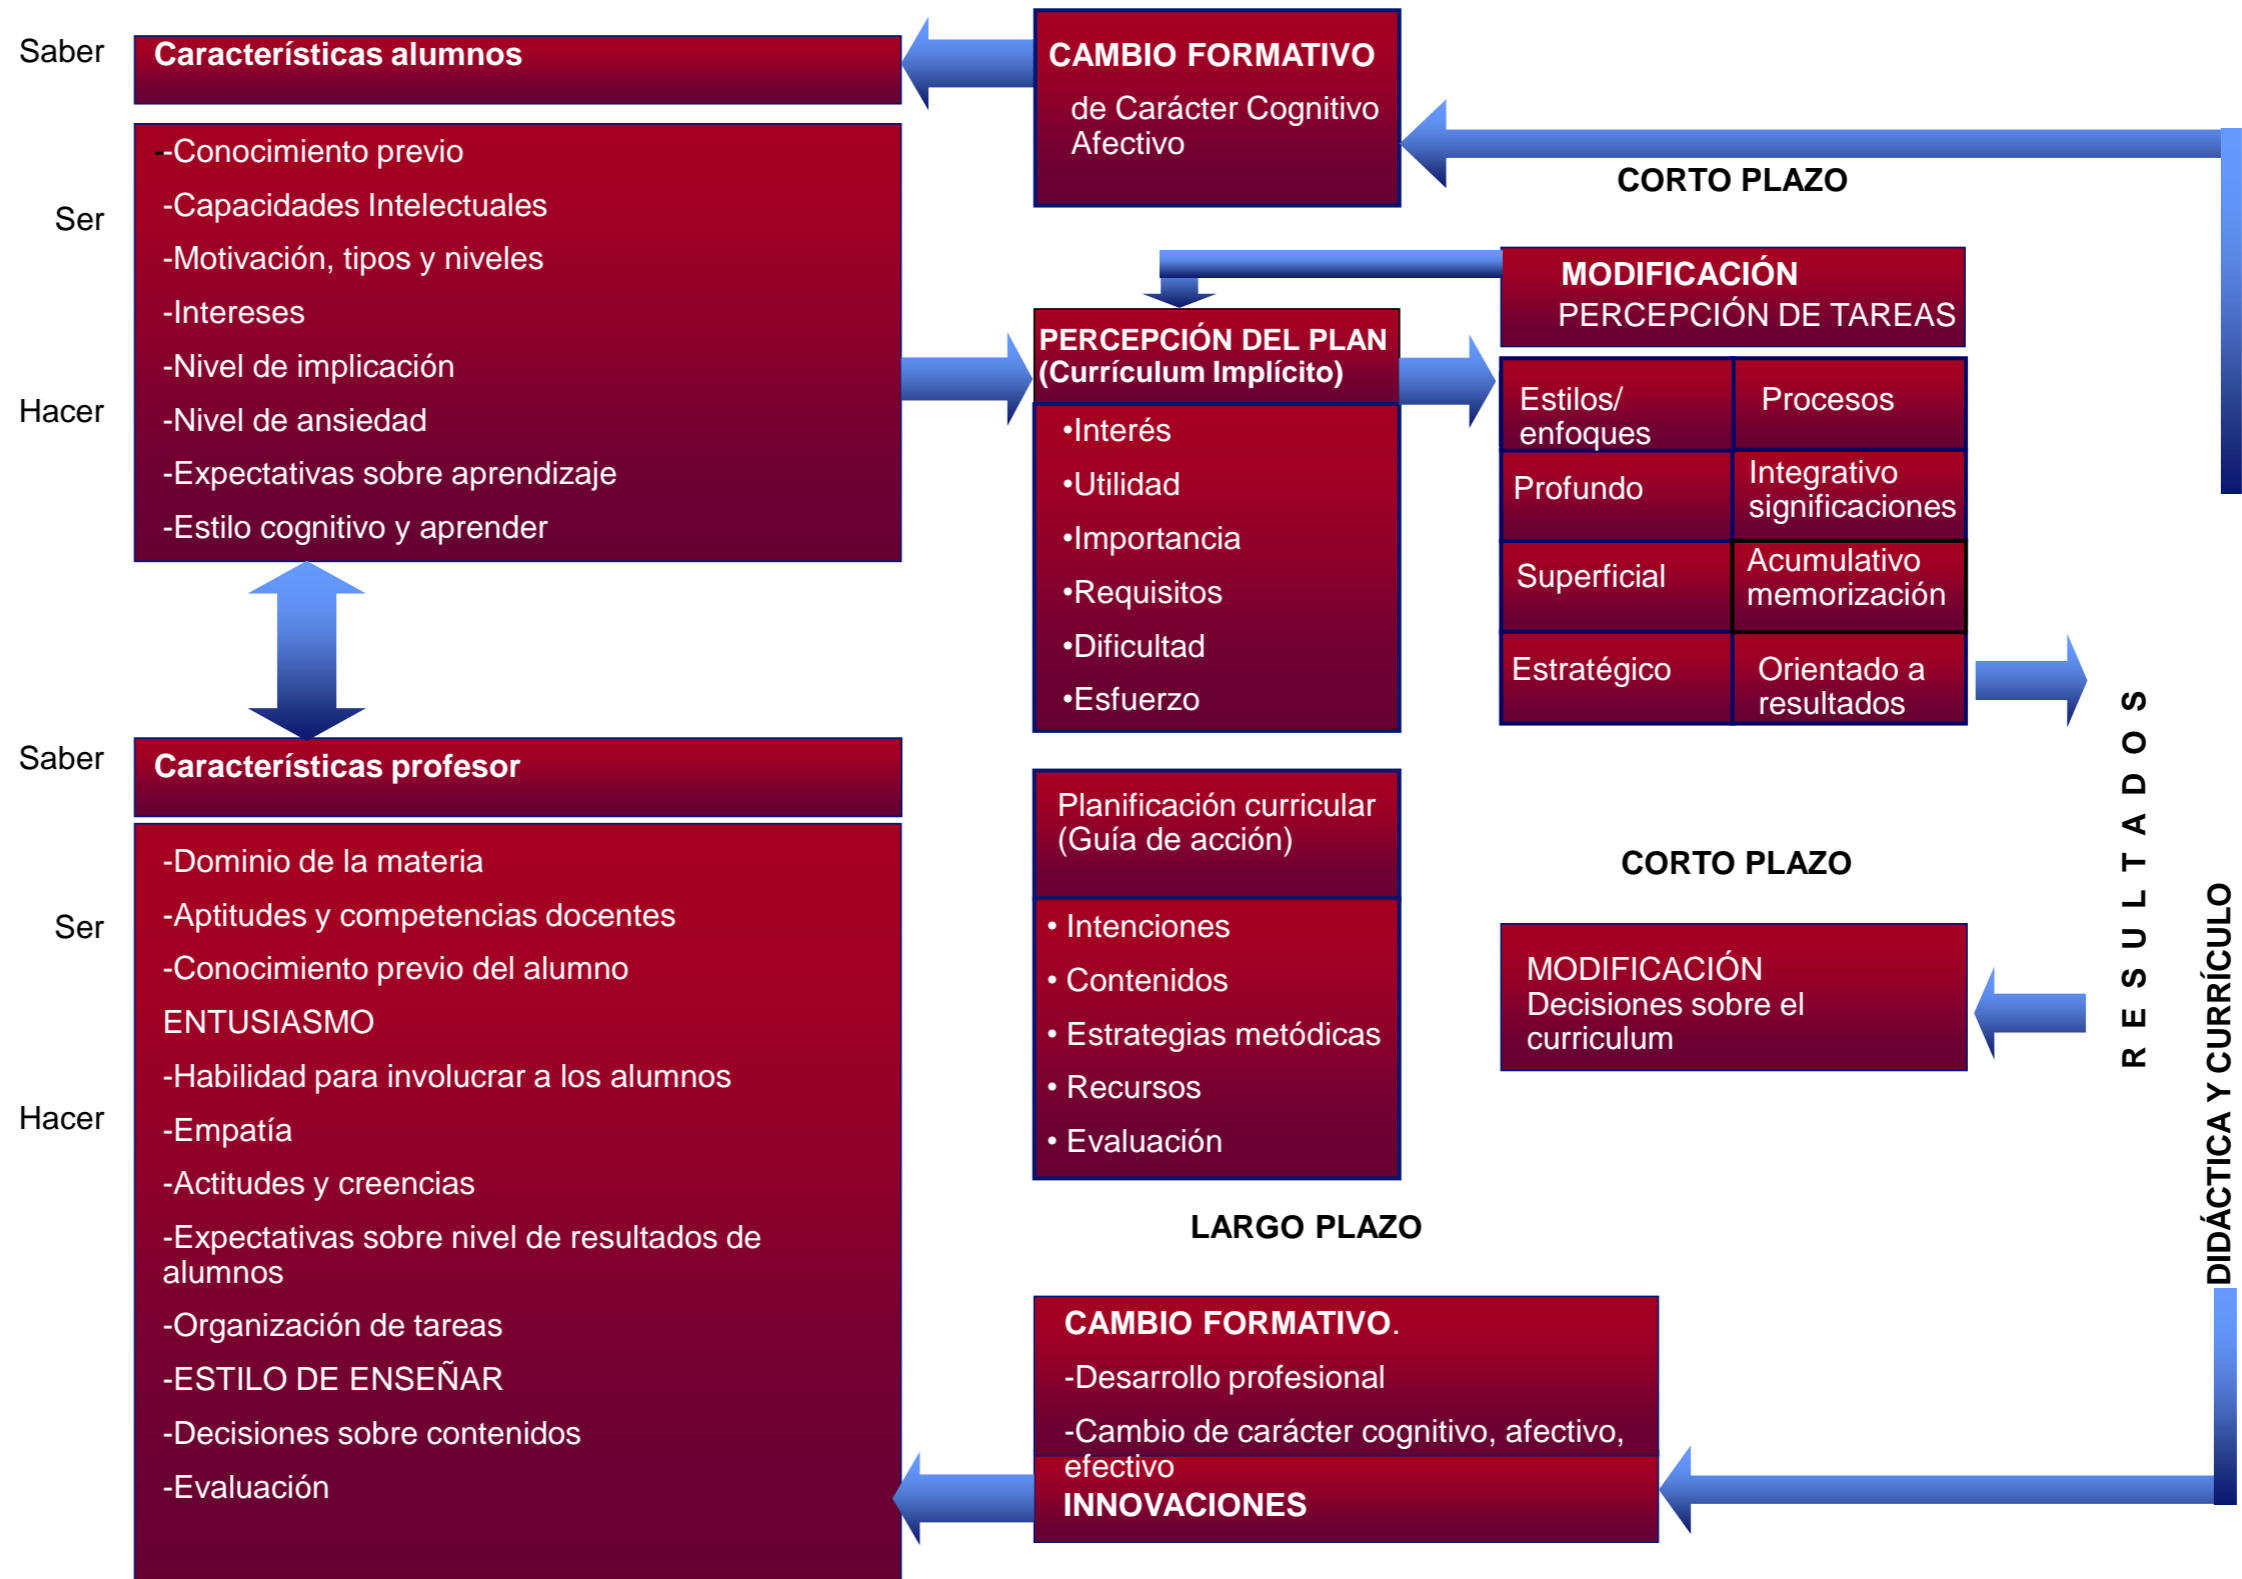 Saber
Características alumnos
Ser
Hacer
--Conocimiento previo
-Capacidades Intelectuales
-Motivación, tipos y niveles
-Intereses
-Nivel de implicación
-Nivel de ansiedad
-Expectativas sobre aprendizaje
-Estilo cognitivo y aprender
CAMBIO FORMATIVO
de Carácter Cognitivo
Afectivo
CORTO PLAZO
MODIFICACIÓN
PERCEPCIÓN DE TAREAS
PERCEPCIÓN DEL PLAN
(Currículum Implícito)
•Interés
•Utilidad
•Importancia
•Requisitos
•Dificultad
•Esfuerzo
Estilos/
enfoques
Procesos
Profundo
Integrativo
significaciones
Superficial
Acumulativo
memorización
Estratégico
Orientado a
resultados
Saber
Características profesor
Ser
Hacer
-Dominio de la materia
-Aptitudes y competencias docentes
-Conocimiento previo del alumno
ENTUSIASMO
-Habilidad para involucrar a los alumnos
-Empatía
-Actitudes y creencias
-Expectativas sobre nivel de resultados de
alumnos
-Organización de tareas
-ESTILO DE ENSEÑAR
-Decisiones sobre contenidos
-Evaluación
Planificación curricular
(Guía de acción)
• Intenciones
• Contenidos
• Estrategias metódicas
• Recursos
• Evaluación
CORTO PLAZO
MODIFICACIÓN
Decisiones sobre el
curriculum
R E S U L T A D O S
DIDÁCTICA Y CURRÍCULO
LARGO PLAZO
CAMBIO FORMATIVO.
-Desarrollo profesional
-Cambio de carácter cognitivo, afectivo,
efectivo
INNOVACIONES